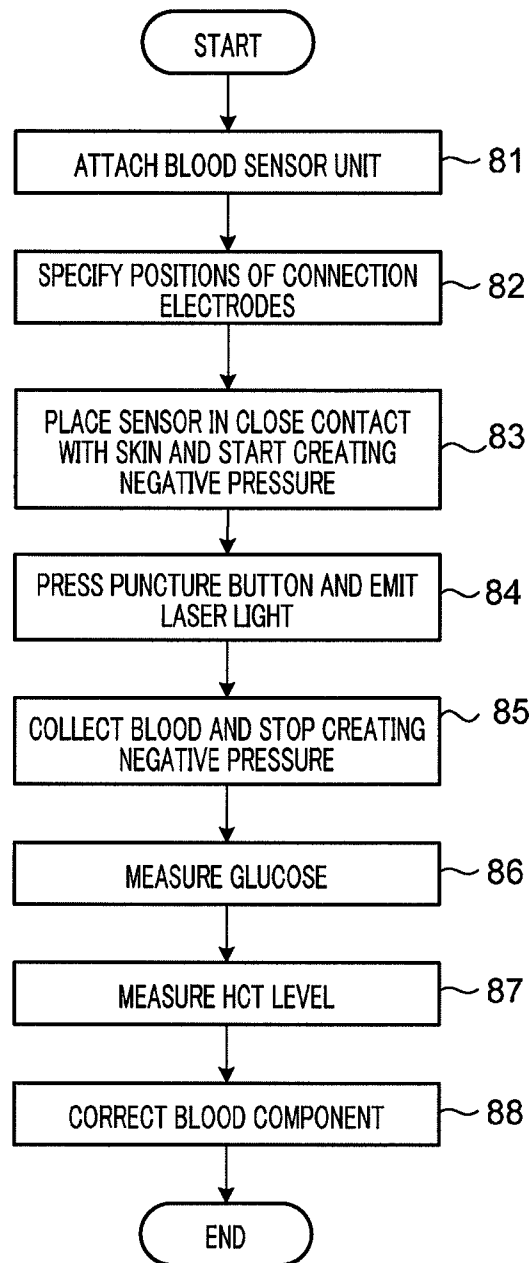 START
ATTACH BLOOD SENSOR UNIT
81
SPECIFY POSITIONS OF CONNECTION
ELECTRODES
82
PLACE SENSOR IN CLOSE CONTACT
WITH SKIN AND START CREATING
NEGATIVE PRESSURE
83
PRESS PUNCTURE BUTTON AND EMIT
LASER LIGHT
84
COLLECT BLOOD AND STOP CREATING
NEGATIVE PRESSURE
85
MEASURE GLUCOSE
86
MEASURE HCT LEVEL
87
CORRECT BLOOD COMPONENT
88
END